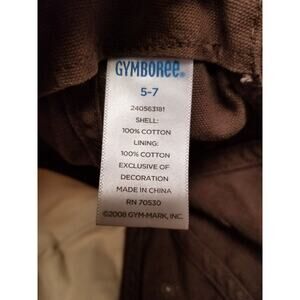 GYMBOREE®
5-7
240563181
SHELL:
100% COTTON
LINING:
100% COTTON
EXCLUSIVE OF
DECORATION
MADE IN CHINA
RN 70530
©2008 GYM-MARK, INC.